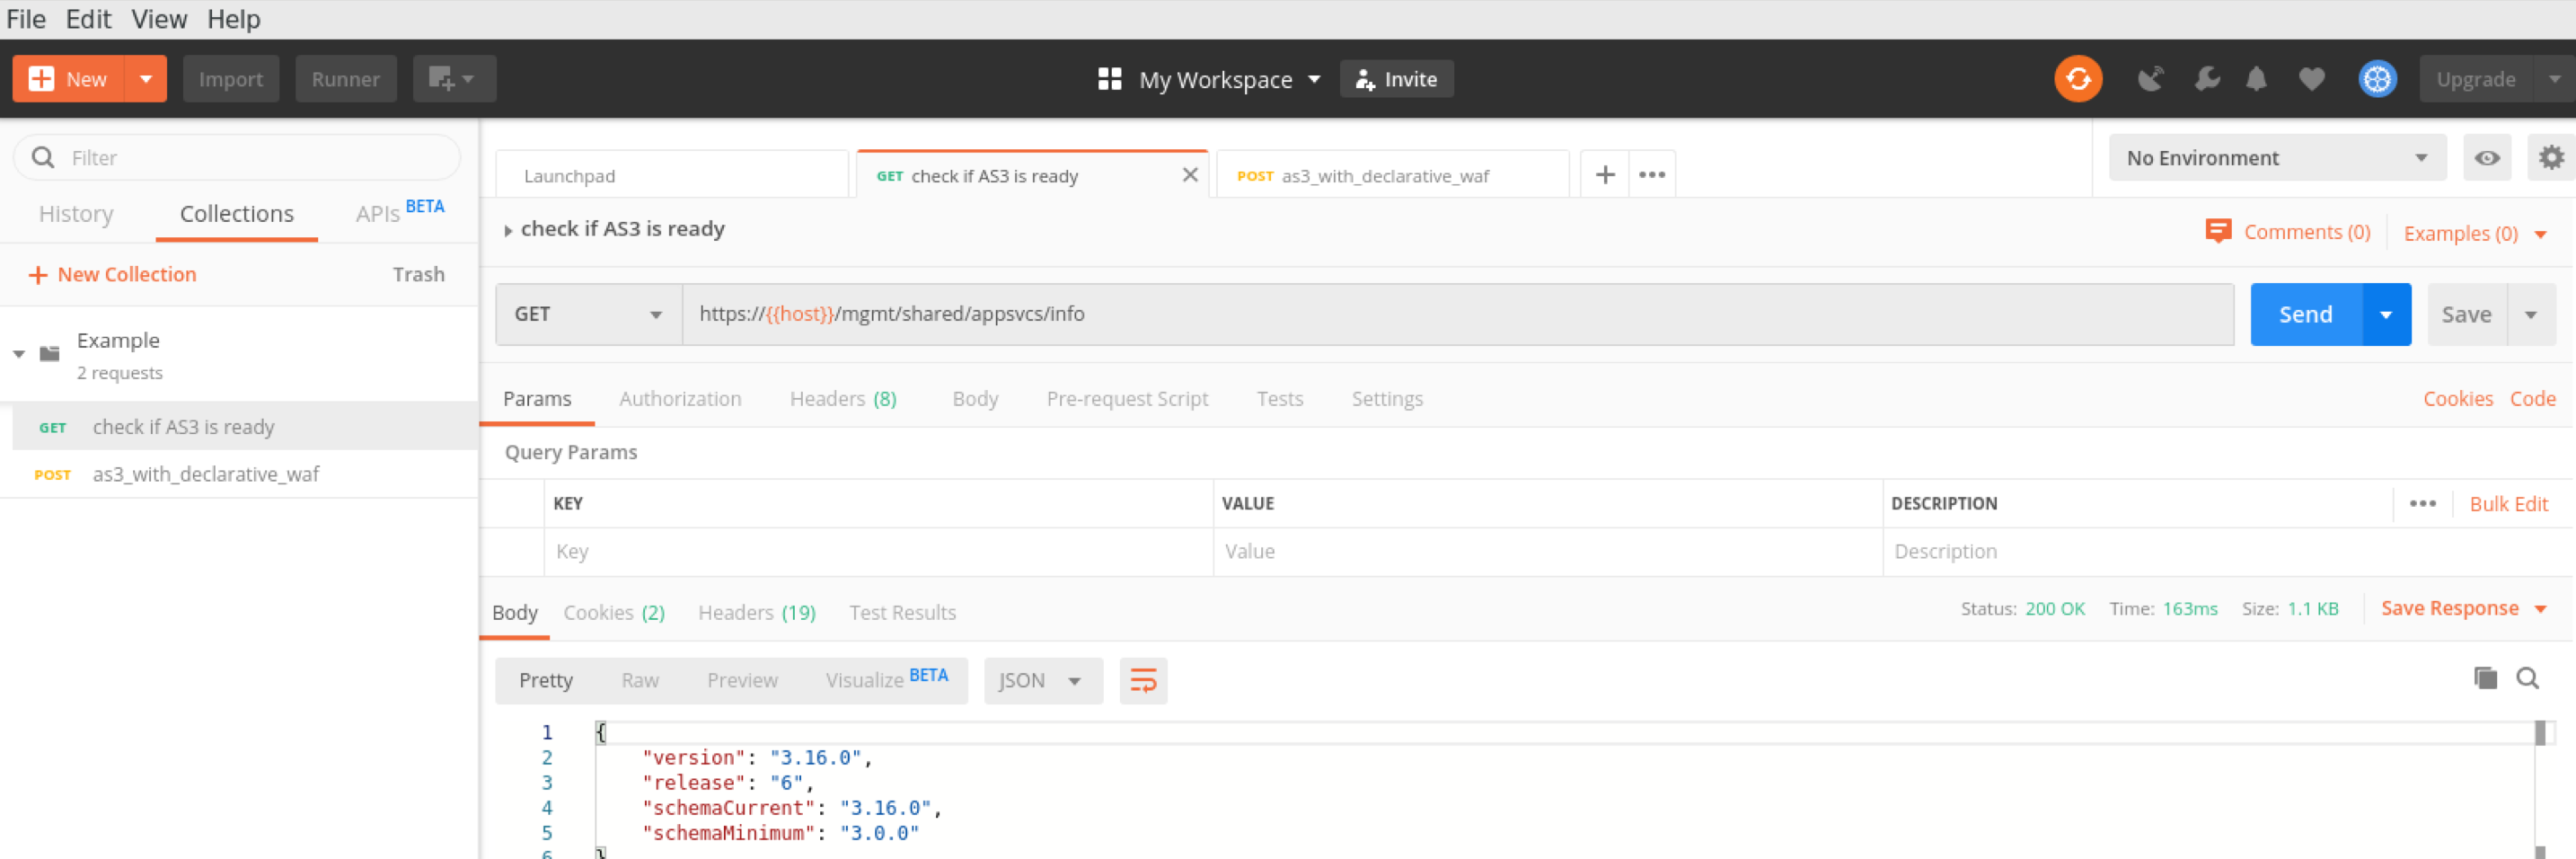 File Edit View Help
New Import Runner My Workspace Invite Upgrade
Filter
History Collections APIs BETA
New Collection Trash
Example
2 requests
GET check if AS3 is ready
POST as3_with_declarative_waf
Launchpad GET check if AS3 is ready POST as3_with_declarative_waf No Environment
check if AS3 is ready Comments (0) Examples (0)
GET https://{{host}}/mgmt/shared/appsvcs/info Send Save
Params Authorization Headers (8) Body Pre-request Script Tests Settings Cookies Code
Query Params
KEY VALUE DESCRIPTION Bulk Edit
Key Value Description
Body Cookies (2) Headers (19) Test Results Status: 200 OK Time: 163ms Size: 1.1 KB Save Response
Pretty Raw Preview Visualize BETA JSON
1 {
2 "version": "3.16.0",
3 "release": "6",
4 "schemaCurrent": "3.16.0",
5 "schemaMinimum": "3.0.0"
6 }